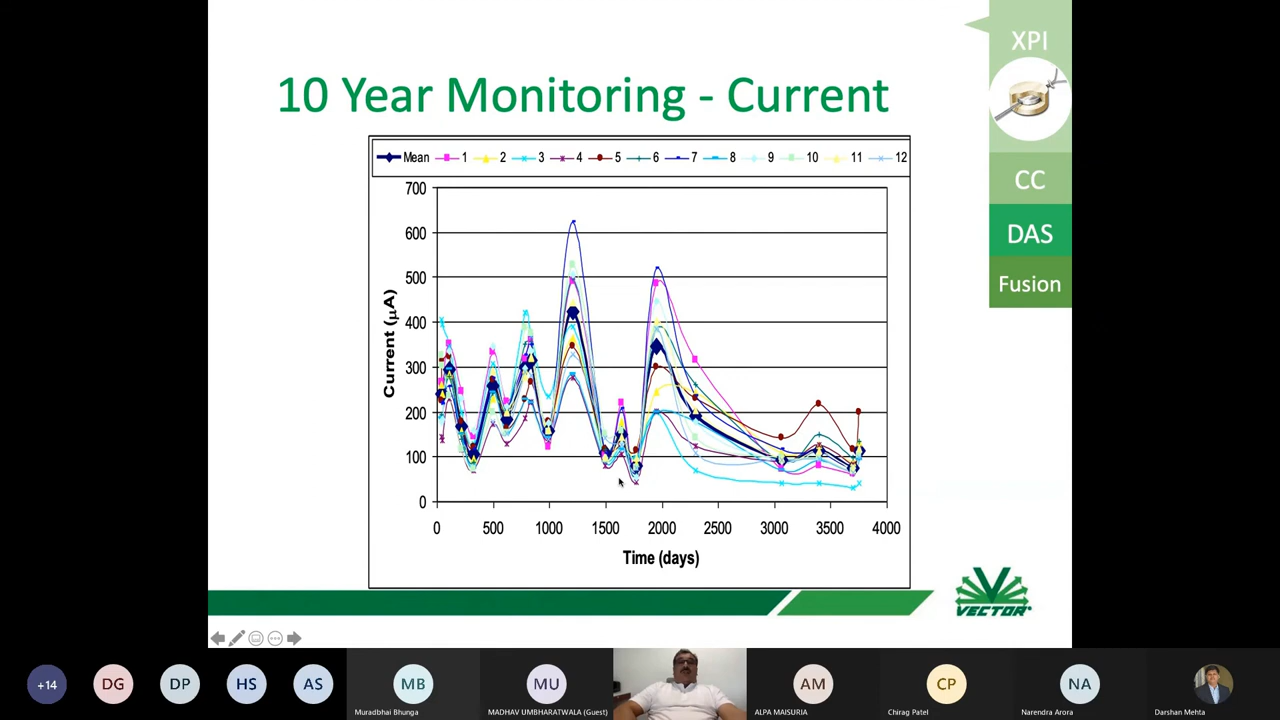 XPI
10 Year Monitoring - Current
Mean 1 2 3 4 5 6 7 8 9 10 11 12
CC
DAS
Fusion
700
600
500
400
300
200
100
0
Current (µA)
0 500 1000 1500 2000 2500 3000 3500 4000
Time (days)
VECTOR
+14 DG DP HS AS MB MU AM CP NA
Muradbhai Bhunga MADHAV UMBHARATWALA (Guest) ALPA MAISURIA Chirag Patel Narendra Arora Darshan Mehta